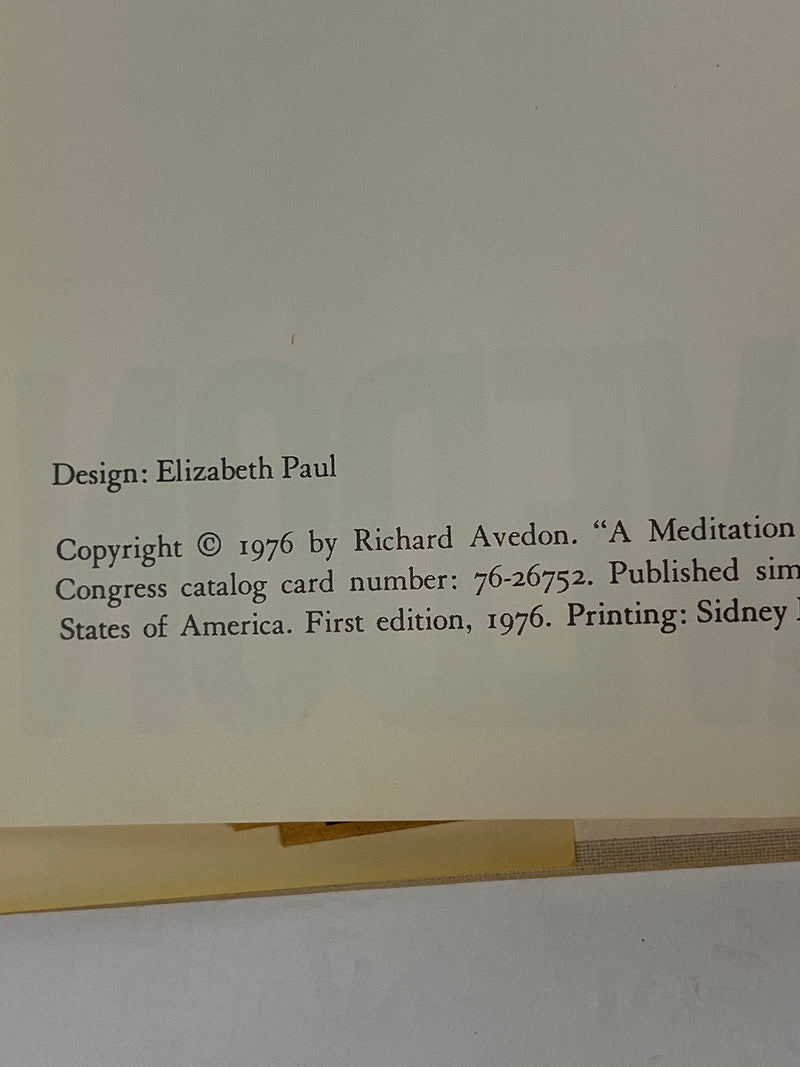 Design: Elizabeth Paul
Copyright © 1976 by Richard Avedon. “A Meditation
Congress catalog card number: 76-26752. Published sim
States of America. First edition, 1976. Printing: Sidney